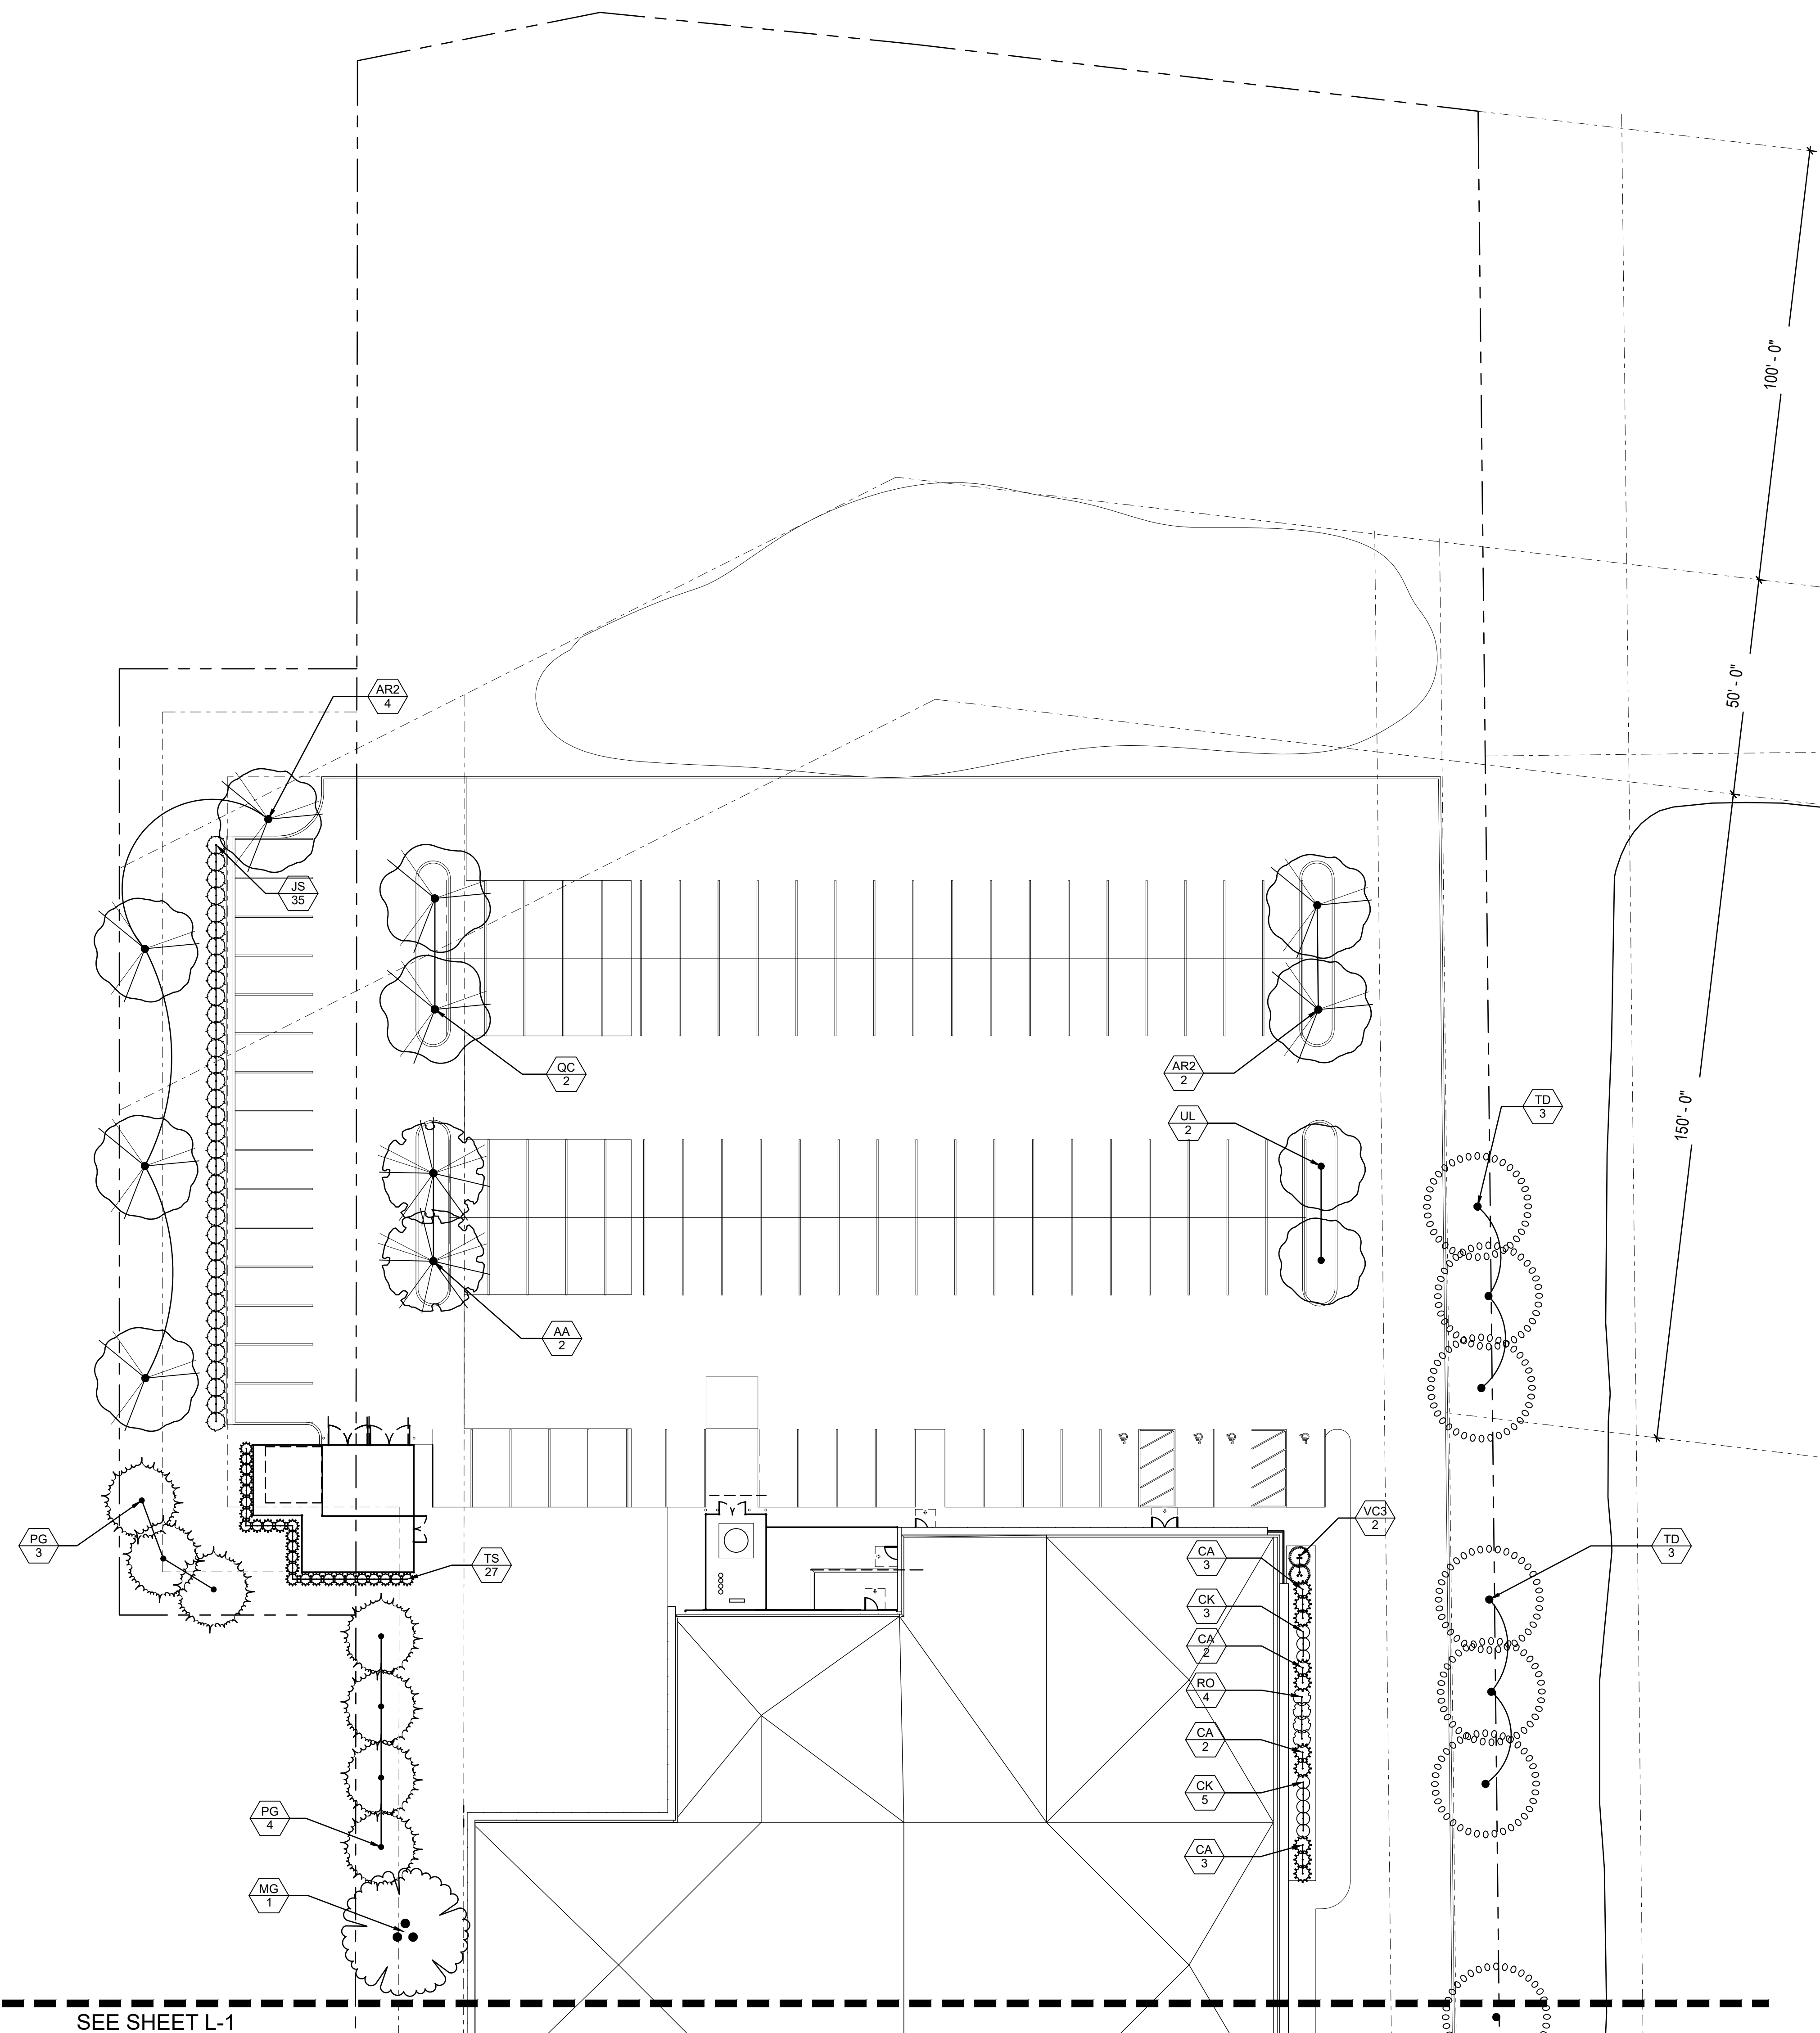 100' - 0"
50' - 0"
AR2
4
JS
35
QC
2
AR2
2
UL
2
TD
3
150' - 0"
AA
2
PG
3
TS
27
VC3
2
TD
3
CA
3
CK
3
CA
2
RO
4
CA
2
CK
5
CA
3
PG
4
MG
1
SEE SHEET L-1